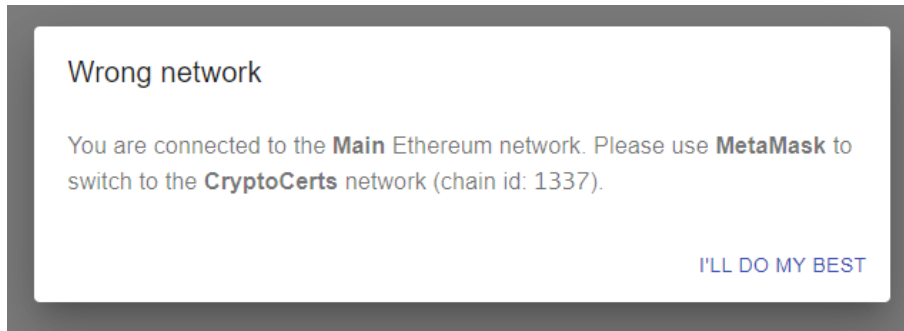 Wrong network
You are connected to the Main Ethereum network. Please use MetaMask to
switch to the CryptoCerts network (chain id: 1337).
I'LL DO MY BEST